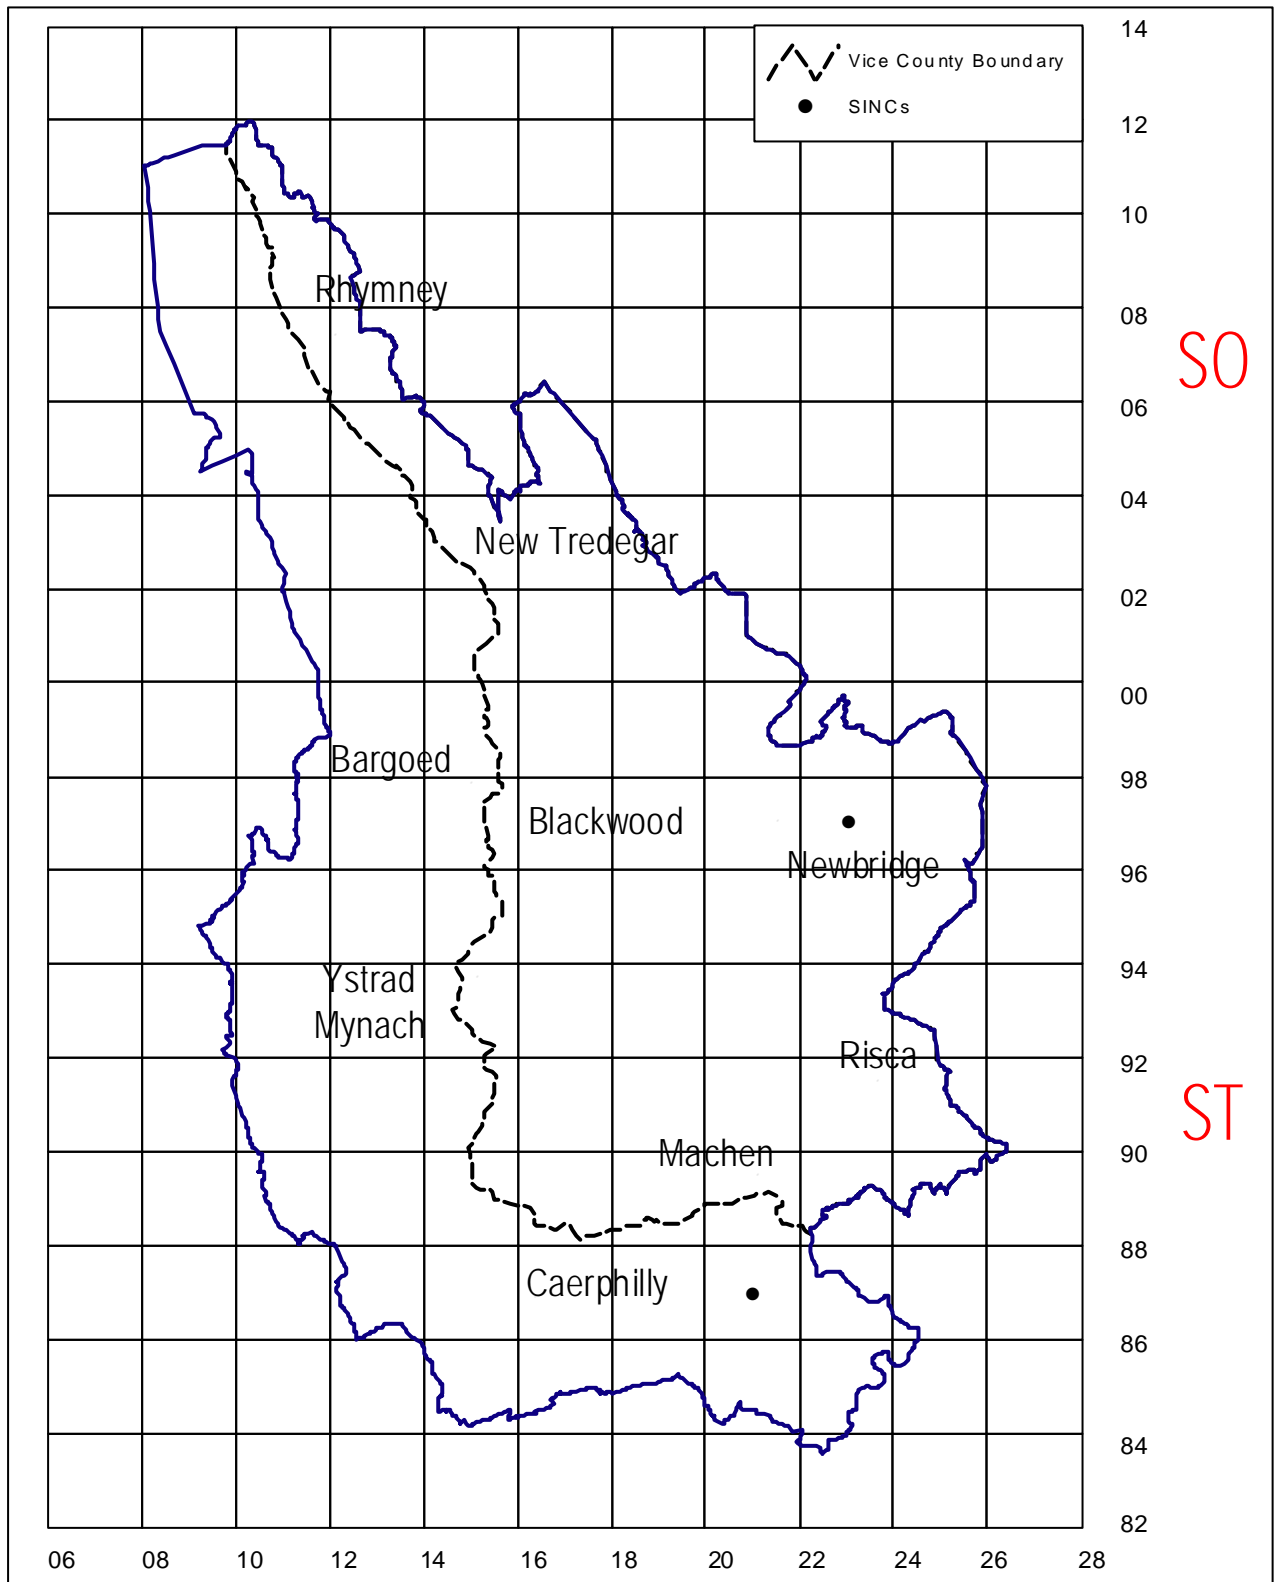 14
Vice County Boundary
SINCs
12
10
Rhymney
08
SO
06
04
New Tredegar
02
00
Bargoed
98
Blackwood
Newbridge
96
Ystrad
94
Mynach
Risca
92
ST
Machen
90
88
Caerphilly
86
84
82
06 08 10 12 14 16 18 20 22 24 26 28